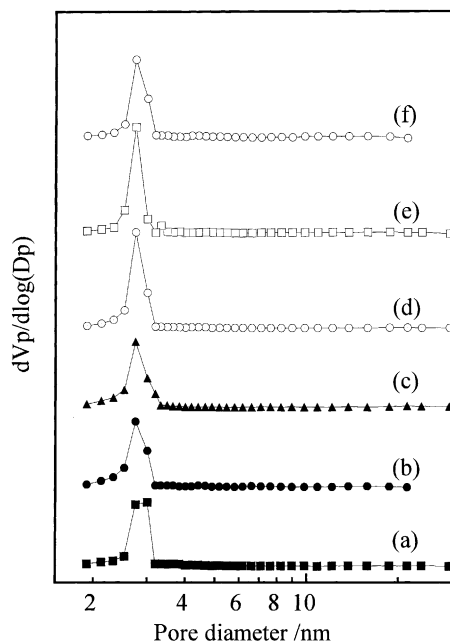 (f)
(e)
(d)
(c)
(b)
(a)
dVp/dlog(Dp)
2 4 6 8 10
Pore diameter /nm